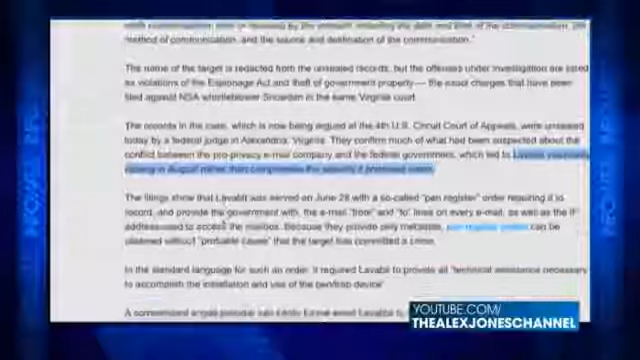 method of communication, and the source and destination of the communication."
The name of the target is redacted from the unsealed records, but the offenses under investigation are listed
as violations of the Espionage Act and theft of government property— the exact charges that have been
filed against NSA whistleblower Snowden in the same Virginia court.
The records in the case, which is now being argued at the 4th U.S. Circuit Court of Appeals, were unsealed
today by a federal judge in Alexandria, Virginia. They confirm much of what had been suspected about the
conflict between the pro-privacy e-mail company and the federal government, which led to Lavabit voluntarily
closing in August rather than compromise the security it promised users.
The filings show that Lavabit was served on June 28 with a so-called "pen register" order requiring it to
record, and provide the government with, the e-mail "from" and "to" lines on every e-mail, as well as the IP
address used to access the mailbox. Because they provide only metadata, pen register orders can be
obtained without "probable cause" that the target has committed a crime.
In the standard language for such an order, it required Lavabit to provide all "technical assistance necessary
to accomplish the installation and use of the pen/trap device"
YOUTUBE.COM/
THEALEXJONESCHANNEL